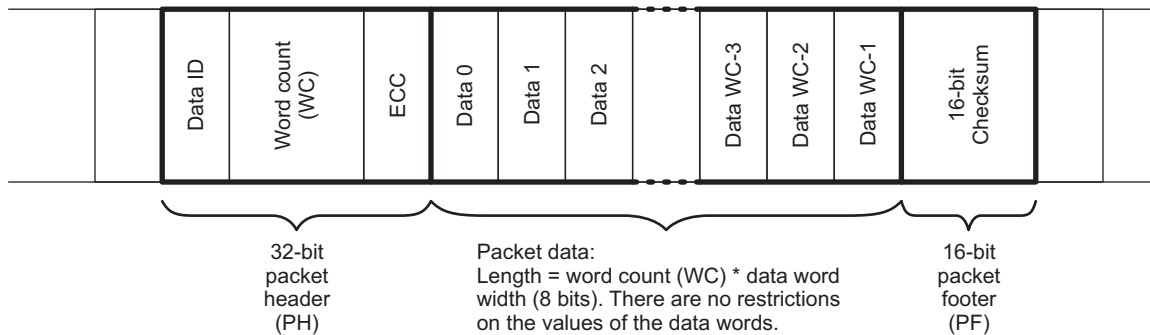 Data ID
Word count
(WC)
ECC
Data 0
Data 1
Data 2
Data WC-3
Data WC-2
Data WC-1
16-bit
Checksum
32-bit
packet
header
(PH)
Packet data:
Length = word count (WC) * data word
width (8 bits). There are no restrictions
on the values of the data words.
16-bit
packet
footer
(PF)